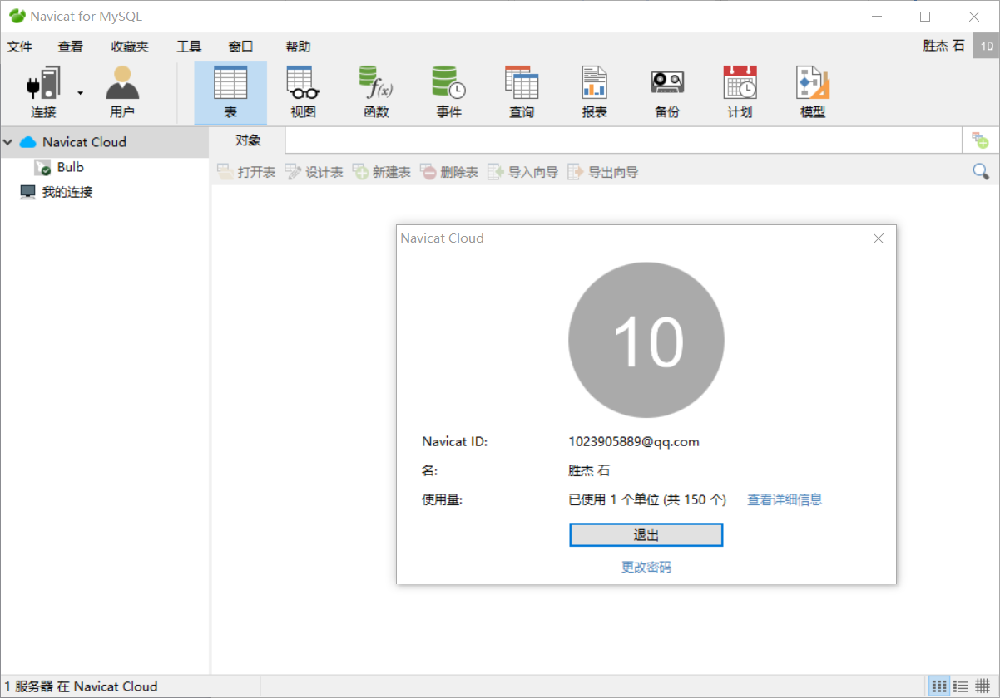 Navicat for MySQL
文件 查看 收藏夹 工具 窗口 帮助 胜杰 石 10
连接 用户 表 视图 函数 事件 查询 报表 备份 计划 模型
Navicat Cloud
对象
Bulb
打开表 设计表 新建表 删除表 导入向导 导出向导
我的连接
Navicat Cloud
10
Navicat ID: 1023905889@qq.com
名: 胜杰 石
使用量: 已使用 1 个单位 (共 150 个) 查看详细信息
退出
更改密码
1 服务器 在 Navicat Cloud